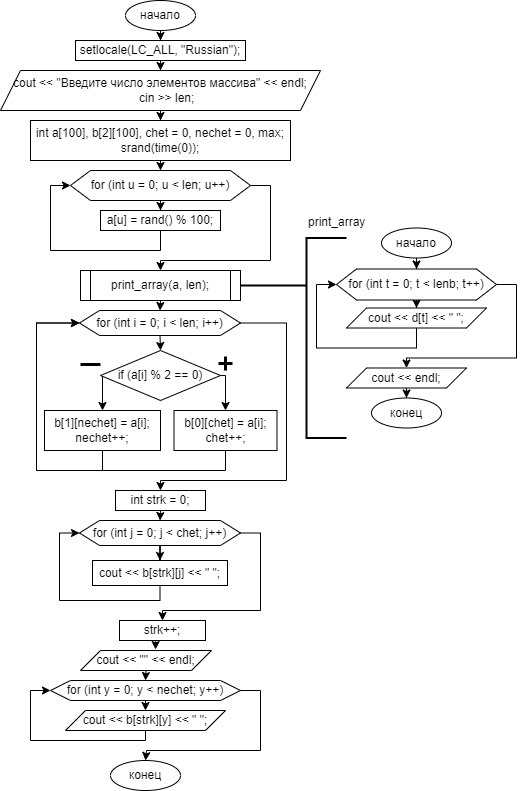 начало
setlocale(LC_ALL, "Russian");
cout << "Введите число элементов массива" << endl;
cin >> len;
int a[100], b[2][100], chet = 0, nechet = 0, max;
srand(time(0));
for (int u = 0; u < len; u++)
a[u] = rand() % 100;
print_array(a, len);
for (int i = 0; i < len; i++)
if (a[i] % 2 == 0)
b[1][nechet] = a[i];
nechet++;
b[0][chet] = a[i];
chet++;
int strk = 0;
for (int j = 0; j < chet; j++)
cout << b[strk][j] << " ";
strk++;
cout << "" << endl;
for (int y = 0; y < nechet; y++)
cout << b[strk][y] << " ";
конец
print_array
начало
for (int t = 0; t < lenb; t++)
cout << d[t] << " ";
cout << endl;
конец